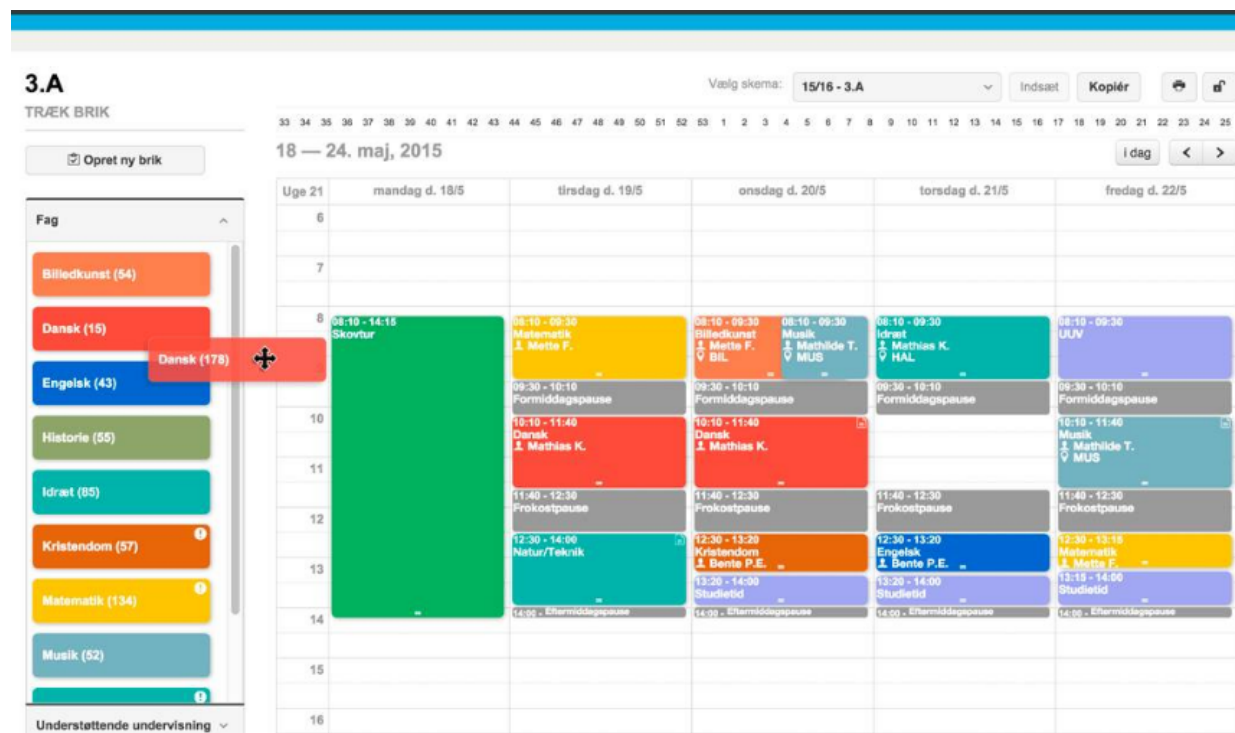 3.A
TRÆK BRIK
Opret ny brik
Fag
Billedkunst (54)
Dansk (15)
Dansk (178)
Engelsk (43)
Historie (55)
Idræt (85)
Kristendom (57)
Matematik (134)
Musik (52)
Understøttende undervisning
Vælg skema: 15/16 - 3.A Indsæt Kopiér
33 34 35 36 37 38 39 40 41 42 43 44 45 46 47 48 49 50 51 52 53 1 2 3 4 5 6 7 8 9 10 11 12 13 14 15 16 17 18 19 20 21 22 23 24 25
18 — 24. maj, 2015 i dag < >
Uge 21 mandag d. 18/5 tirsdag d. 19/5 onsdag d. 20/5 torsdag d. 21/5 fredag d. 22/5
6
7
8
10
11
12
13
14
15
16
08:10 - 14:15
Skovtur
08:10 - 09:30
Matematik
Mette F.
09:30 - 10:10
Formiddagspause
10:10 - 11:40
Dansk
Mathias K.
11:40 - 12:30
Frokostpause
12:30 - 14:00
Natur/Teknik
14:00 - Eftermiddagspause
08:10 - 09:30
Billedkunst
Mette F.
BIL
08:10 - 09:30
Musik
Mathilde T.
MUS
09:30 - 10:10
Formiddagspause
10:10 - 11:40
Dansk
Mathias K.
11:40 - 12:30
Frokostpause
12:30 - 13:20
Kristendom
Bente P.E.
13:20 - 14:00
Studietid
14:00 - Eftermiddagspause
08:10 - 09:30
Idræt
Mathias K.
HAL
09:30 - 10:10
Formiddagspause
11:40 - 12:30
Frokostpause
12:30 - 13:20
Engelsk
Bente P.E.
13:20 - 14:00
Studietid
14:00 - Eftermiddagspause
08:10 - 09:30
UUV
09:30 - 10:10
Formiddagspause
10:10 - 11:40
Musik
Mathilde T.
MUS
11:40 - 12:30
Frokostpause
12:30 - 13:15
Matematik
Mette F.
13:15 - 14:00
Studietid
14:00 - Eftermiddagspause